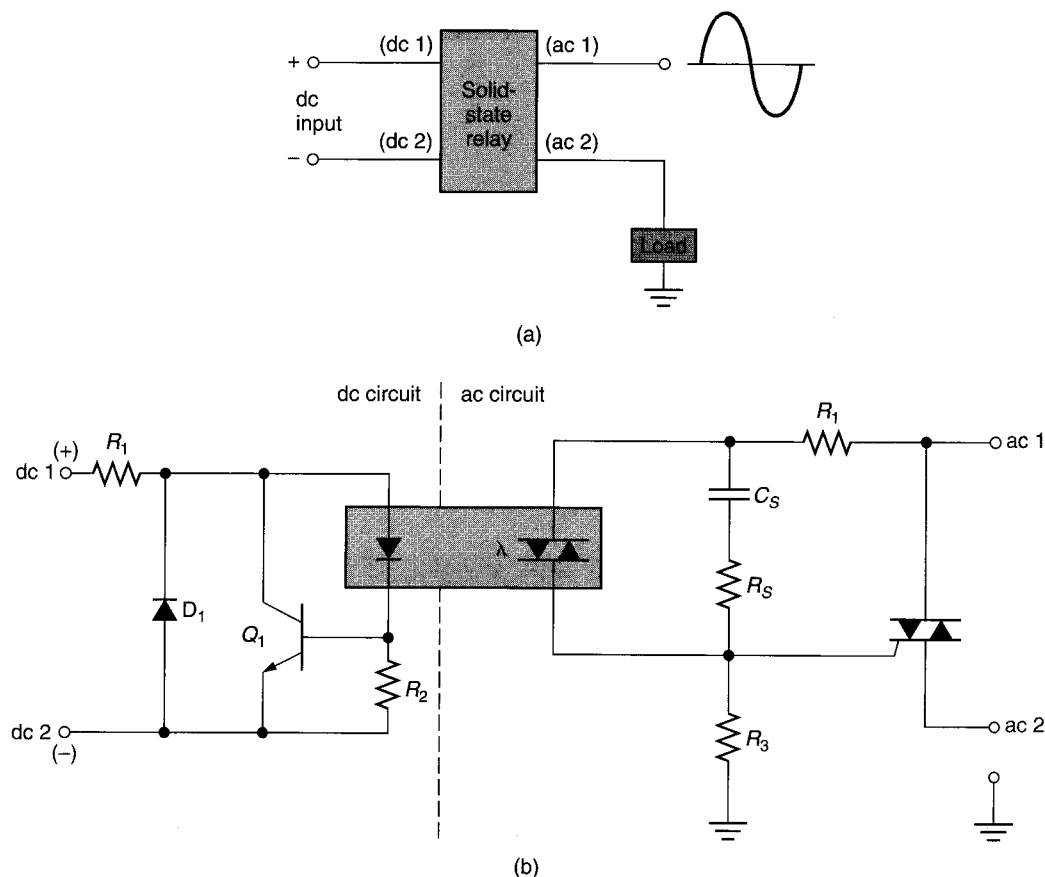 (dc 1)
(ac 1)
+
dc
input
Solid-
state
relay
−
(dc 2)
(ac 2)
Load
(a)
dc circuit
ac circuit
R1
(+)
dc 1
R1
ac 1
CS
λ
D1
Q1
RS
R2
dc 2
(−)
R3
ac 2
(b)